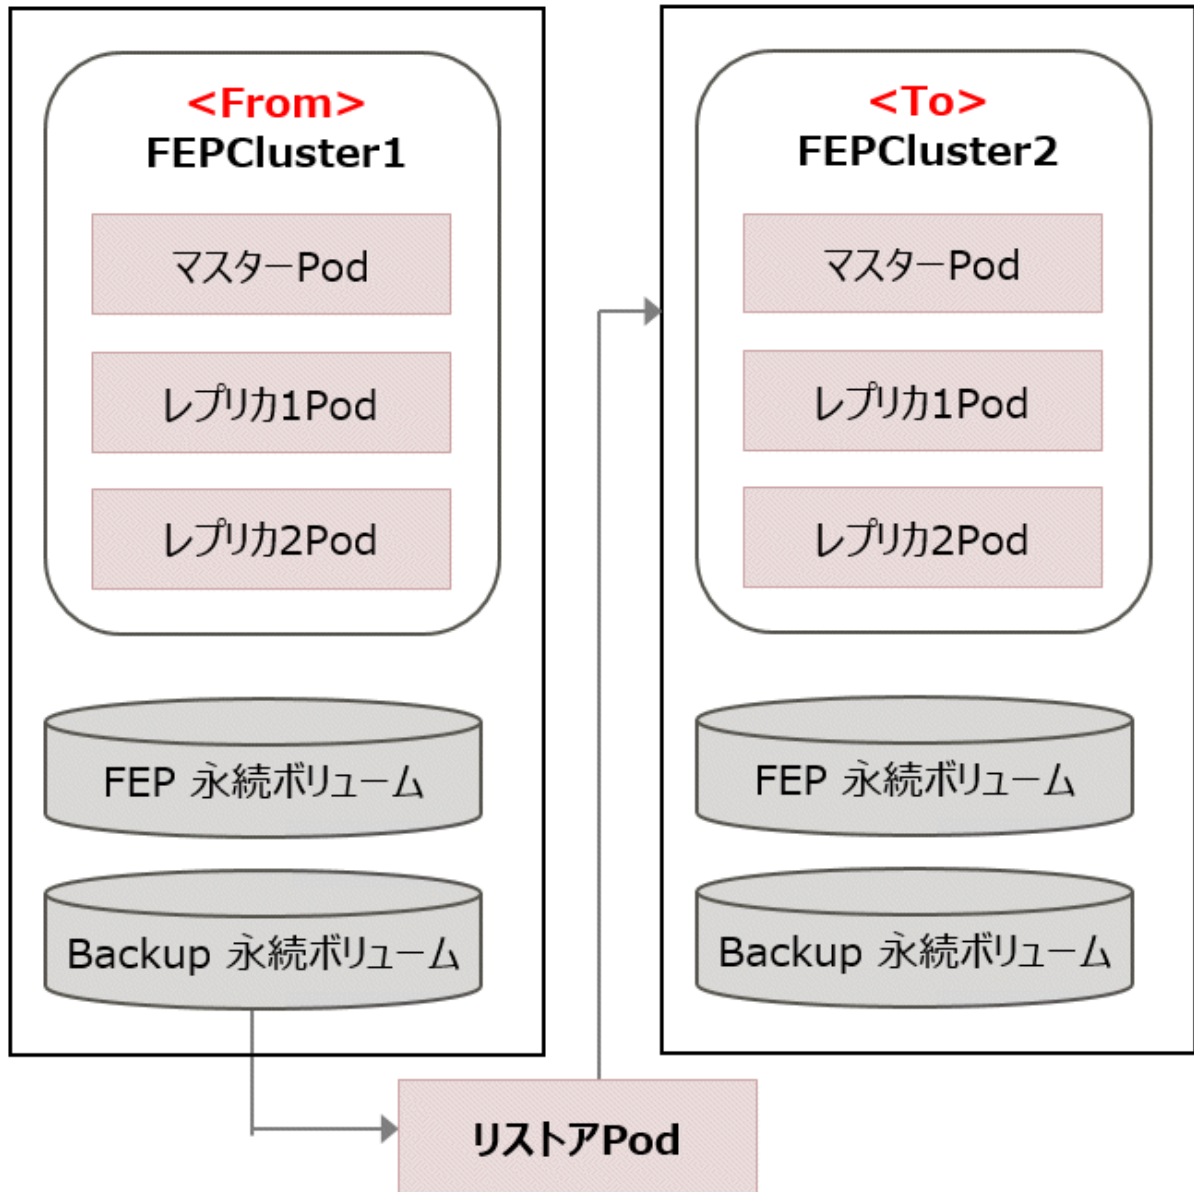 <From>
FEPCluster1
マスターPod
レプリカ1Pod
レプリカ2Pod
FEP 永続ボリューム
Backup 永続ボリューム
<To>
FEPCluster2
マスターPod
レプリカ1Pod
レプリカ2Pod
FEP 永続ボリューム
Backup 永続ボリューム
リストアPod